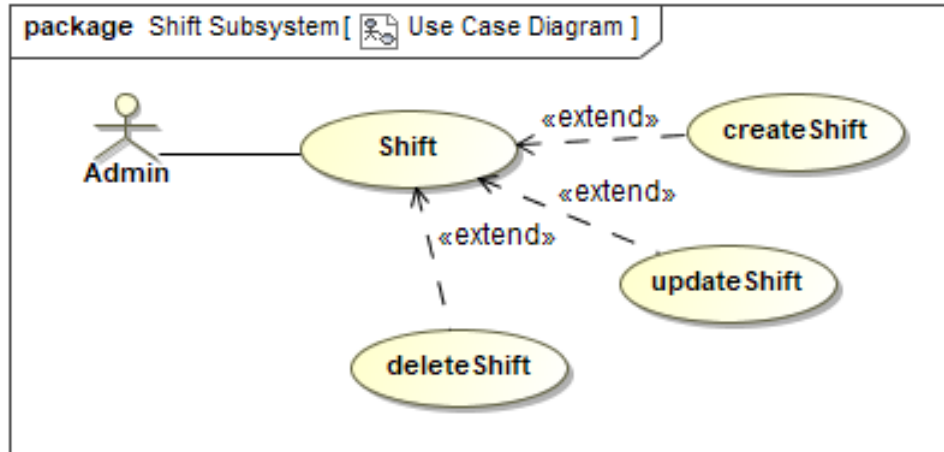 package Shift Subsystem [ Use Case Diagram ]
Admin
Shift
«extend»
createShift
«extend»
updateShift
«extend»
deleteShift